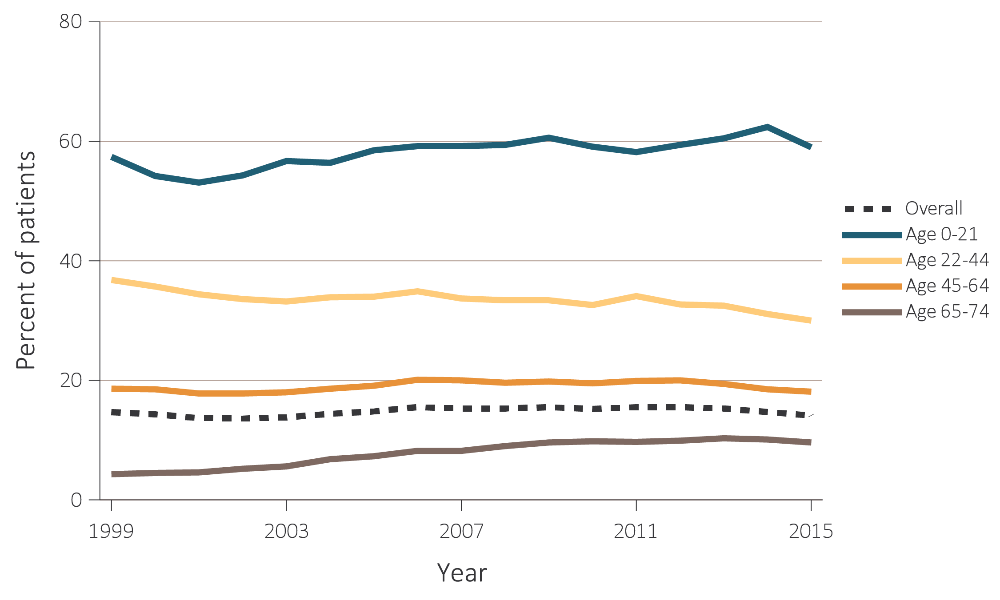 80
60
40
20
0
Percent of patients
1999 2003 2007 2011 2015
Year
Overall
Age 0-21
Age 22-44
Age 45-64
Age 65-74